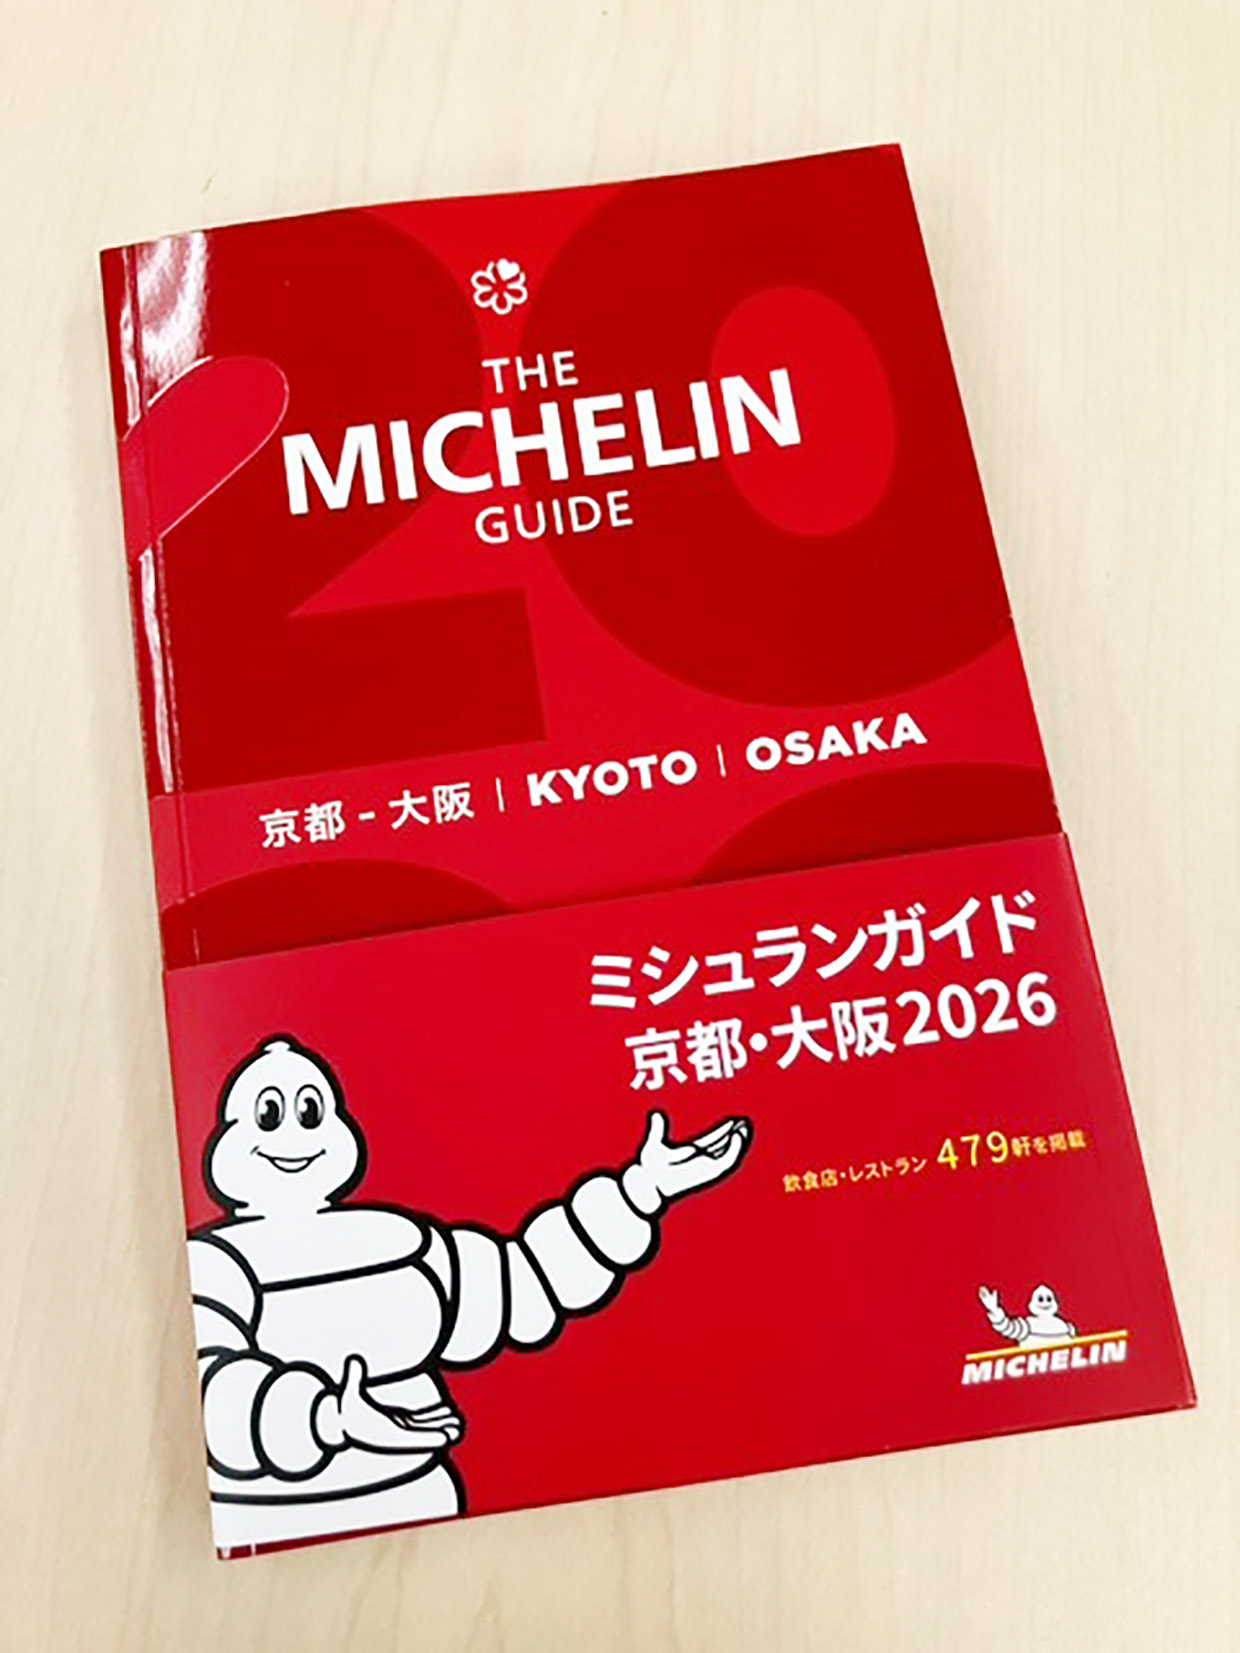 THE
MICHELIN
GUIDE
京都 - 大阪 | KYOTO | OSAKA
ミシュランガイド
京都・大阪2026
飲食店・レストラン 479軒を掲載
MICHELIN